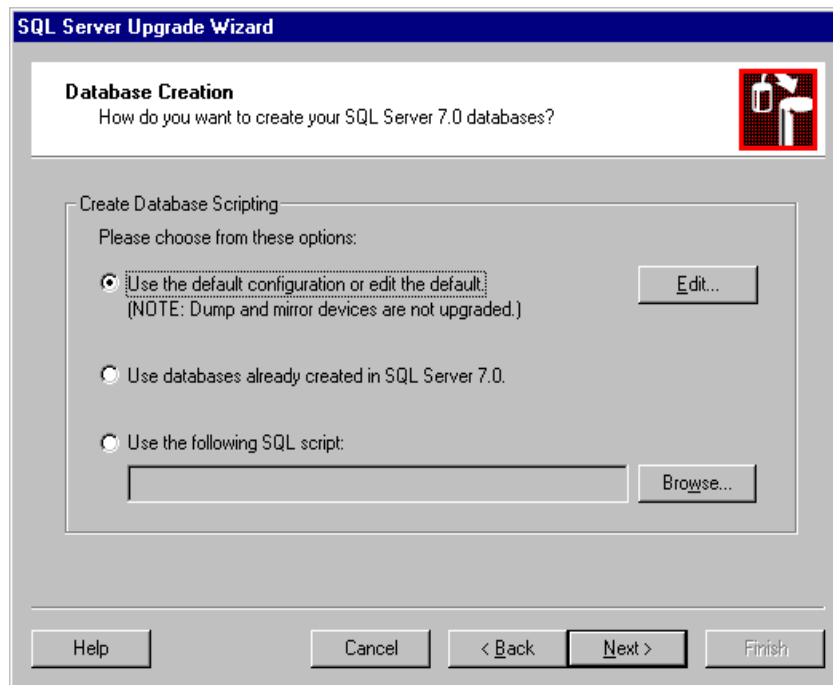 SQL Server Upgrade Wizard
Database Creation
How do you want to create your SQL Server 7.0 databases?
Create Database Scripting
Please choose from these options:
Use the default configuration or edit the default.
Edit...
(NOTE: Dump and mirror devices are not upgraded.)
Use databases already created in SQL Server 7.0.
Use the following SQL script:
Browse...
Help
Cancel
< Back
Next >
Finish